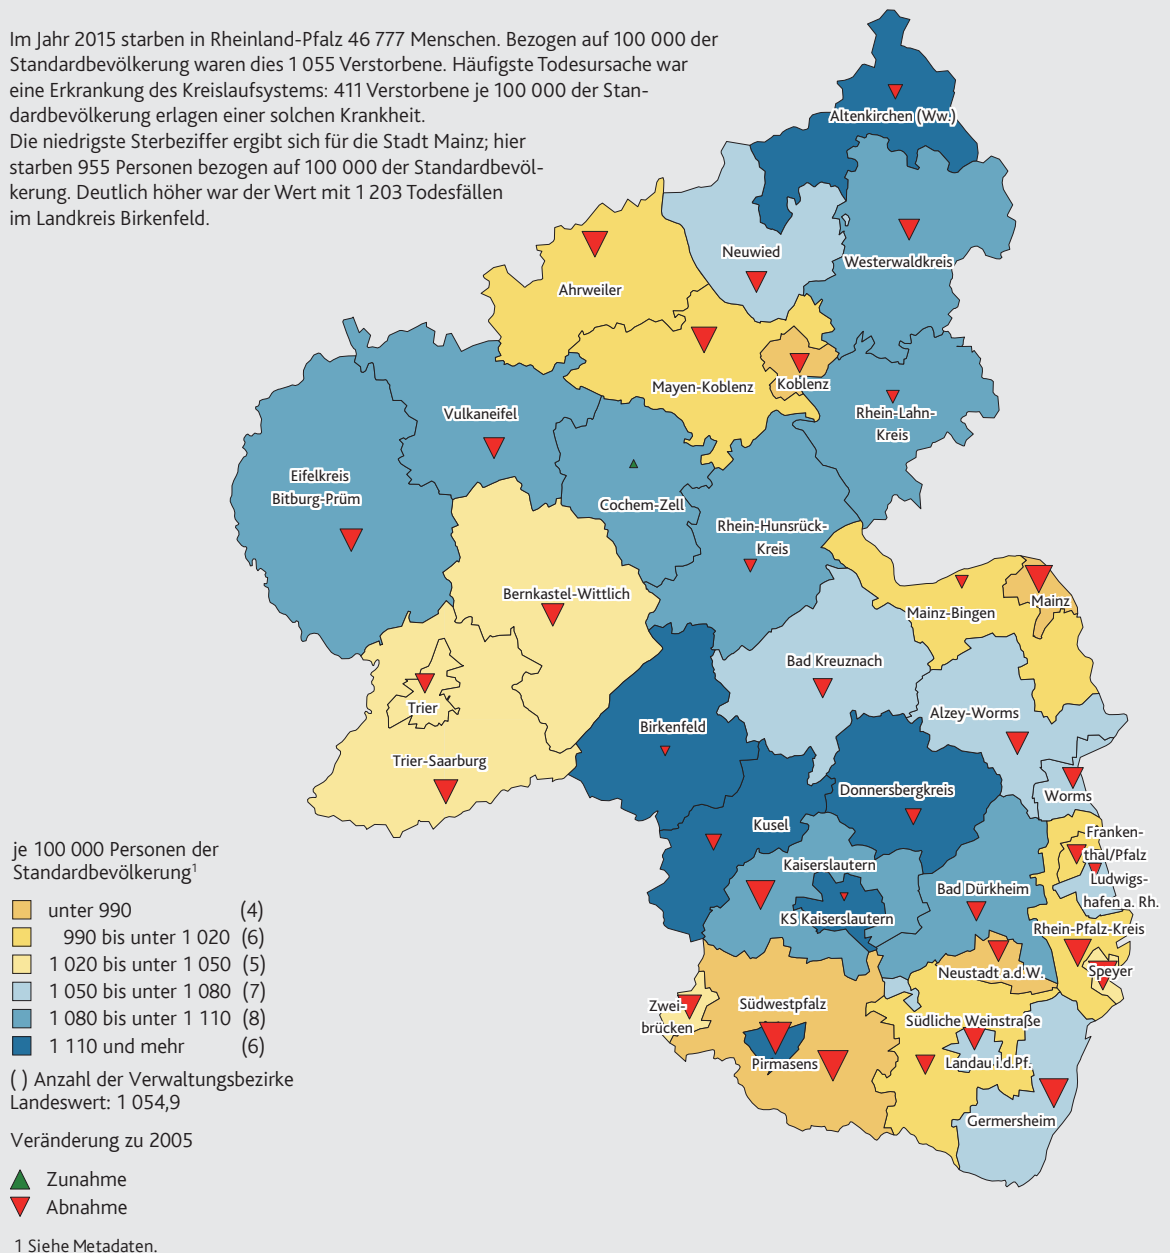 Im Jahr 2015 starben in Rheinland-Pfalz 46 777 Menschen. Bezogen auf 100 000 der
Standardbevölkerung waren dies 1 055 Verstorbene. Häufigste Todesursache war
eine Erkrankung des Kreislaufsystems: 411 Verstorbene je 100 000 der Stan-
dardbevölkerung erlagen einer solchen Krankheit.
Die niedrigste Sterbeziffer ergibt sich für die Stadt Mainz; hier
starben 955 Personen bezogen auf 100 000 der Standardbevöl-
kerung. Deutlich höher war der Wert mit 1 203 Todesfällen
im Landkreis Birkenfeld.
Altenkirchen (Ww.)
Neuwied
Westerwaldkreis
Ahrweiler
Mayen-Koblenz
Koblenz
Rhein-Lahn-
Kreis
Vulkaneifel
Eifelkreis
Bitburg-Prüm
Cochem-Zell
Rhein-Hunsrück-
Kreis
Bernkastel-Wittlich
Mainz-Bingen
Mainz
Bad Kreuznach
Trier
Alzey-Worms
Birkenfeld
Trier-Saarburg
Donnersbergkreis
Worms
Kusel
Franken-
thal/Pfalz
Kaiserslautern
Ludwigs-
hafen a. Rh.
Bad Dürkheim
KS Kaiserslautern
Rhein-Pfalz-Kreis
Neustadt a.d.W.
Speyer
Zwei-
brücken
Südwestpfalz
Südliche Weinstraße
Pirmasens
Landau i.d.Pf.
Germersheim
je 100 000 Personen der
Standardbevölkerung1
unter 990 (4)
990 bis unter 1 020 (6)
1 020 bis unter 1 050 (5)
1 050 bis unter 1 080 (7)
1 080 bis unter 1 110 (8)
1 110 und mehr (6)
( ) Anzahl der Verwaltungsbezirke
Landeswert: 1 054,9
Veränderung zu 2005
Zunahme
Abnahme
1 Siehe Metadaten.